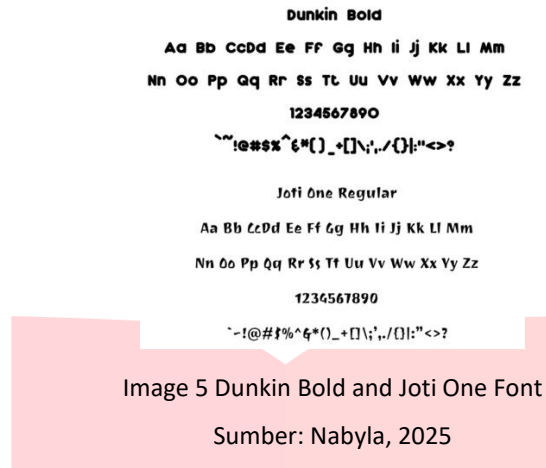 Dunkin Bold
Aa Bb CcDd Ee Ff Gg Hh Ii Jj Kk Ll Mm
Nn Oo Pp Qq Rr Ss Tt Uu Vv Ww Xx Yy Zz
1234567890
`~!@#$%^&*()_+[]\;',./{}|:"<>?
Joti One Regular
Aa Bb CcDd Ee Ff Gg Hh Ii Jj Kk Ll Mm
Nn Oo Pp Qq Rr Ss Tt Uu Vv Ww Xx Yy Zz
1234567890
`~!@#$%^&*()_+[]\;',./{}|:"<>?
Image 5 Dunkin Bold and Joti One Font
Sumber: Nabyla, 2025